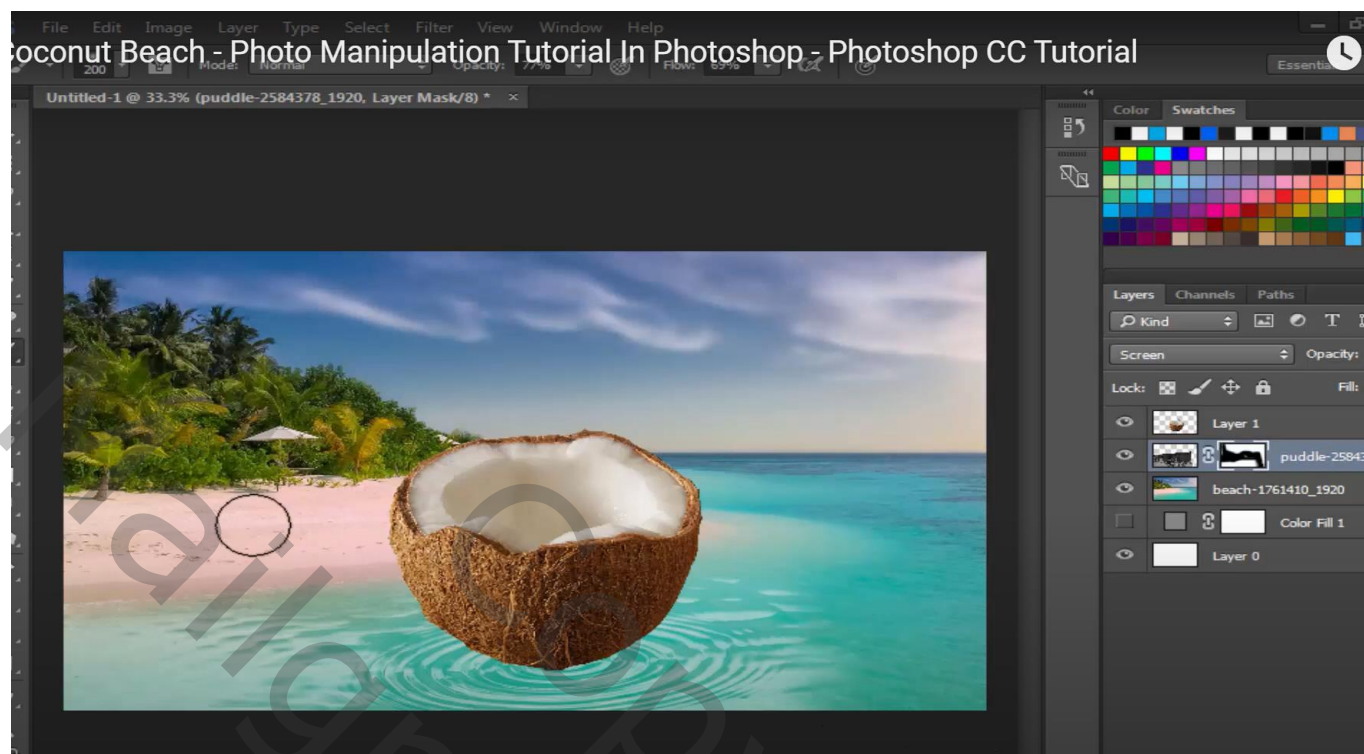 File Edit Image Layer Type Select Filter View Window Help
Coconut Beach - Photo Manipulation Tutorial In Photoshop - Photoshop CC Tutorial
200 Mode: Normal Opacity: 77% Flow: 69% Essentia
Untitled-1 @ 33.3% (puddle-2584378_1920, Layer Mask/8) * ×
Color Swatches
Layers Channels Paths
Kind
Screen Opacity:
Lock: Fill:
Layer 1
puddle-25843
beach-1761410_1920
Color Fill 1
Layer 0